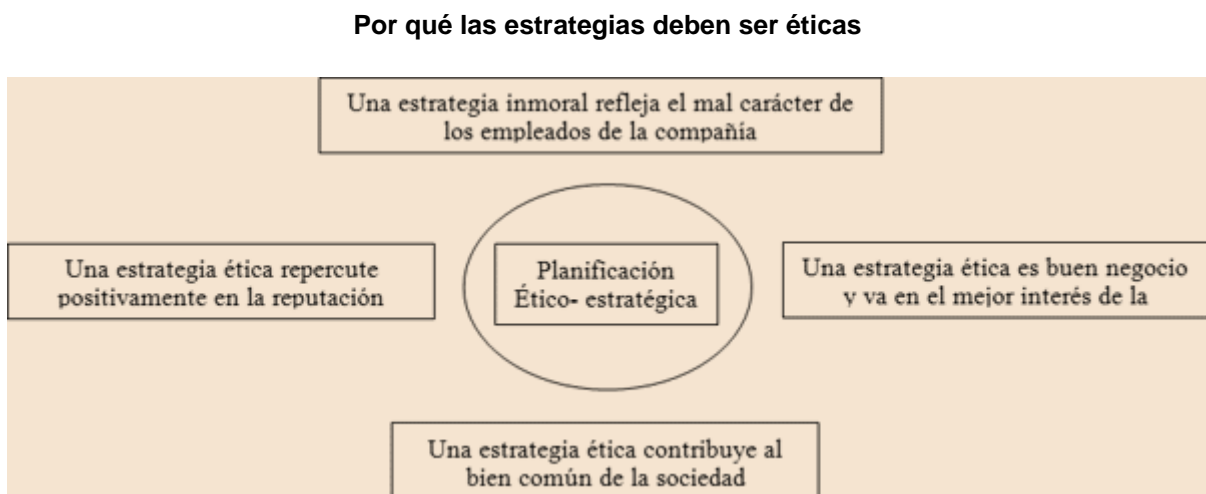 Por qué las estrategias deben ser éticas
Una estrategia inmoral refleja el mal carácter de
los empleados de la compañía
Una estrategia ética repercute
positivamente en la reputación
Planificación
Ético- estratégica
Una estrategia ética es buen negocio
y va en el mejor interés de la
Una estrategia ética contribuye al
bien común de la sociedad